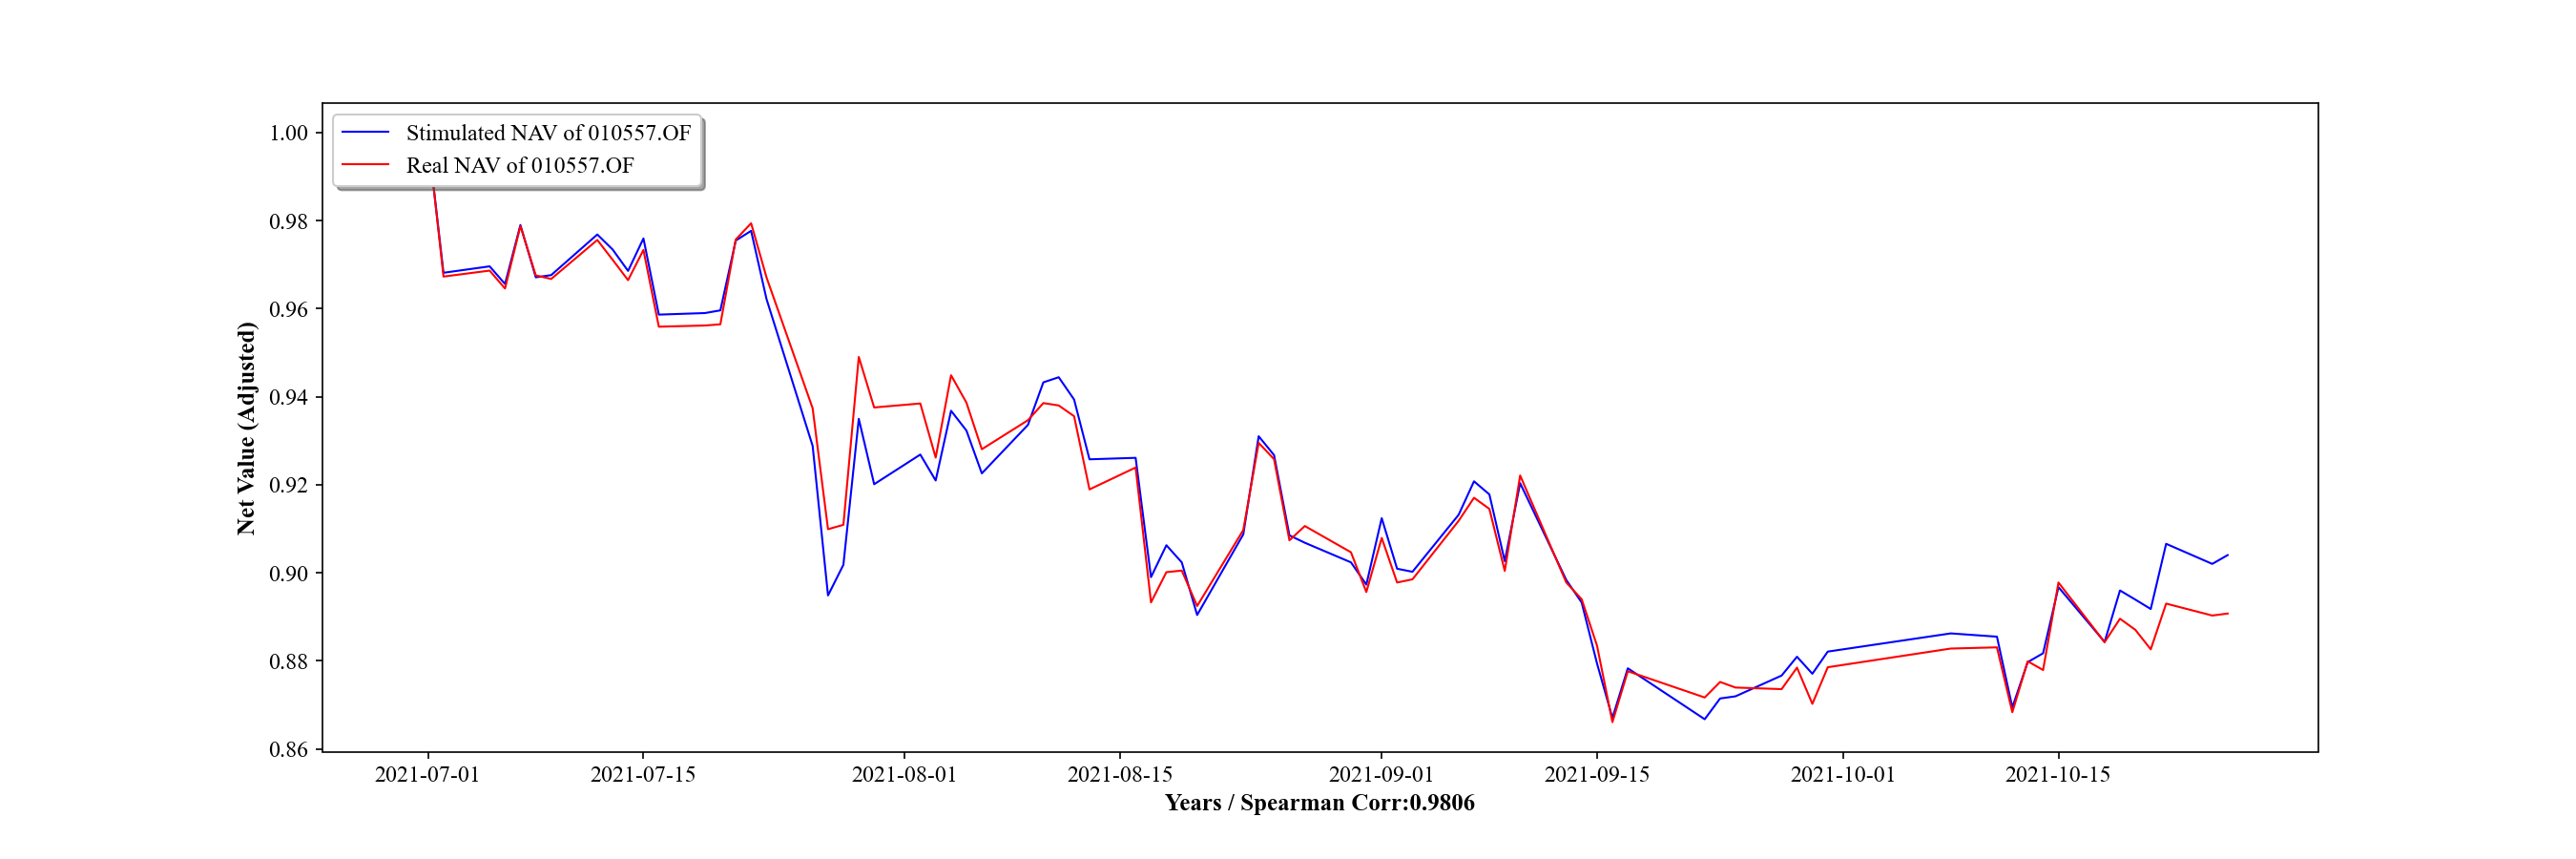 Stimulated NAV of 010557.OF
Real NAV of 010557.OF
Net Value (Adjusted)
1.00
0.98
0.96
0.94
0.92
0.90
0.88
0.86
2021-07-01 2021-07-15 2021-08-01 2021-08-15 2021-09-01 2021-09-15 2021-10-01 2021-10-15
Years / Spearman Corr:0.9806